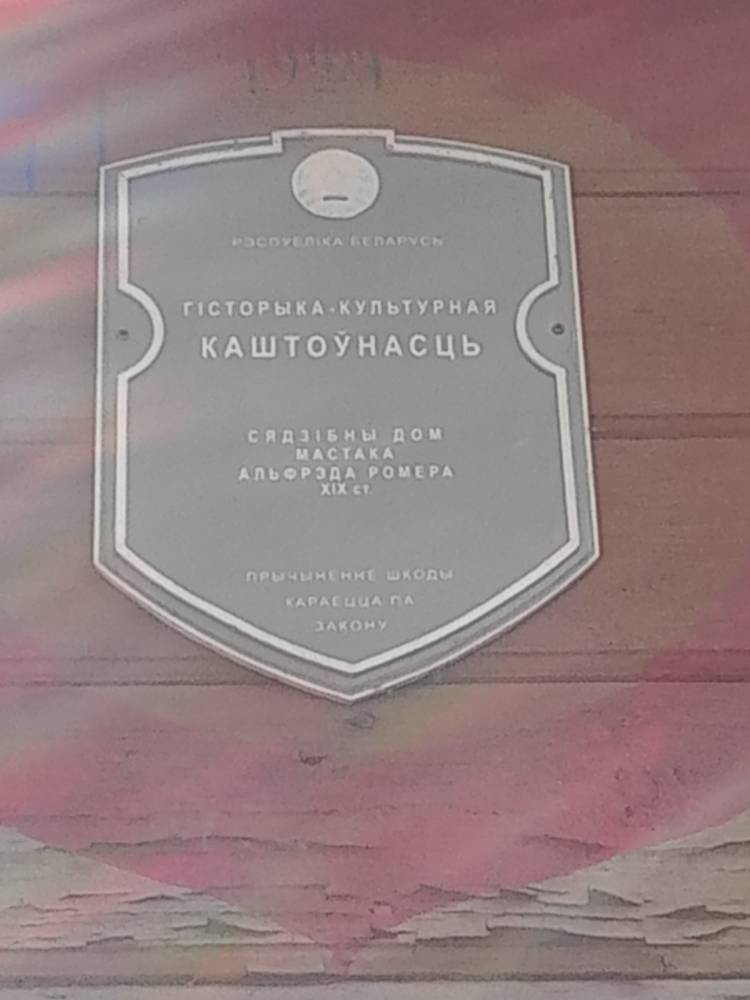 РЭСПУБЛІКА БЕЛАРУСЬ
ГІСТОРЫКА-КУЛЬТУРНАЯ
КАШТОЎНАСЦЬ
СЯДЗІБНЫ ДОМ
МАСТАКА
АЛЬФРЭДА РОМЕРА
XIX ст.
ПРЫЧЫНЕННЕ ШКОДЫ
КАРАЕЦЦА ПА
ЗАКОНУ